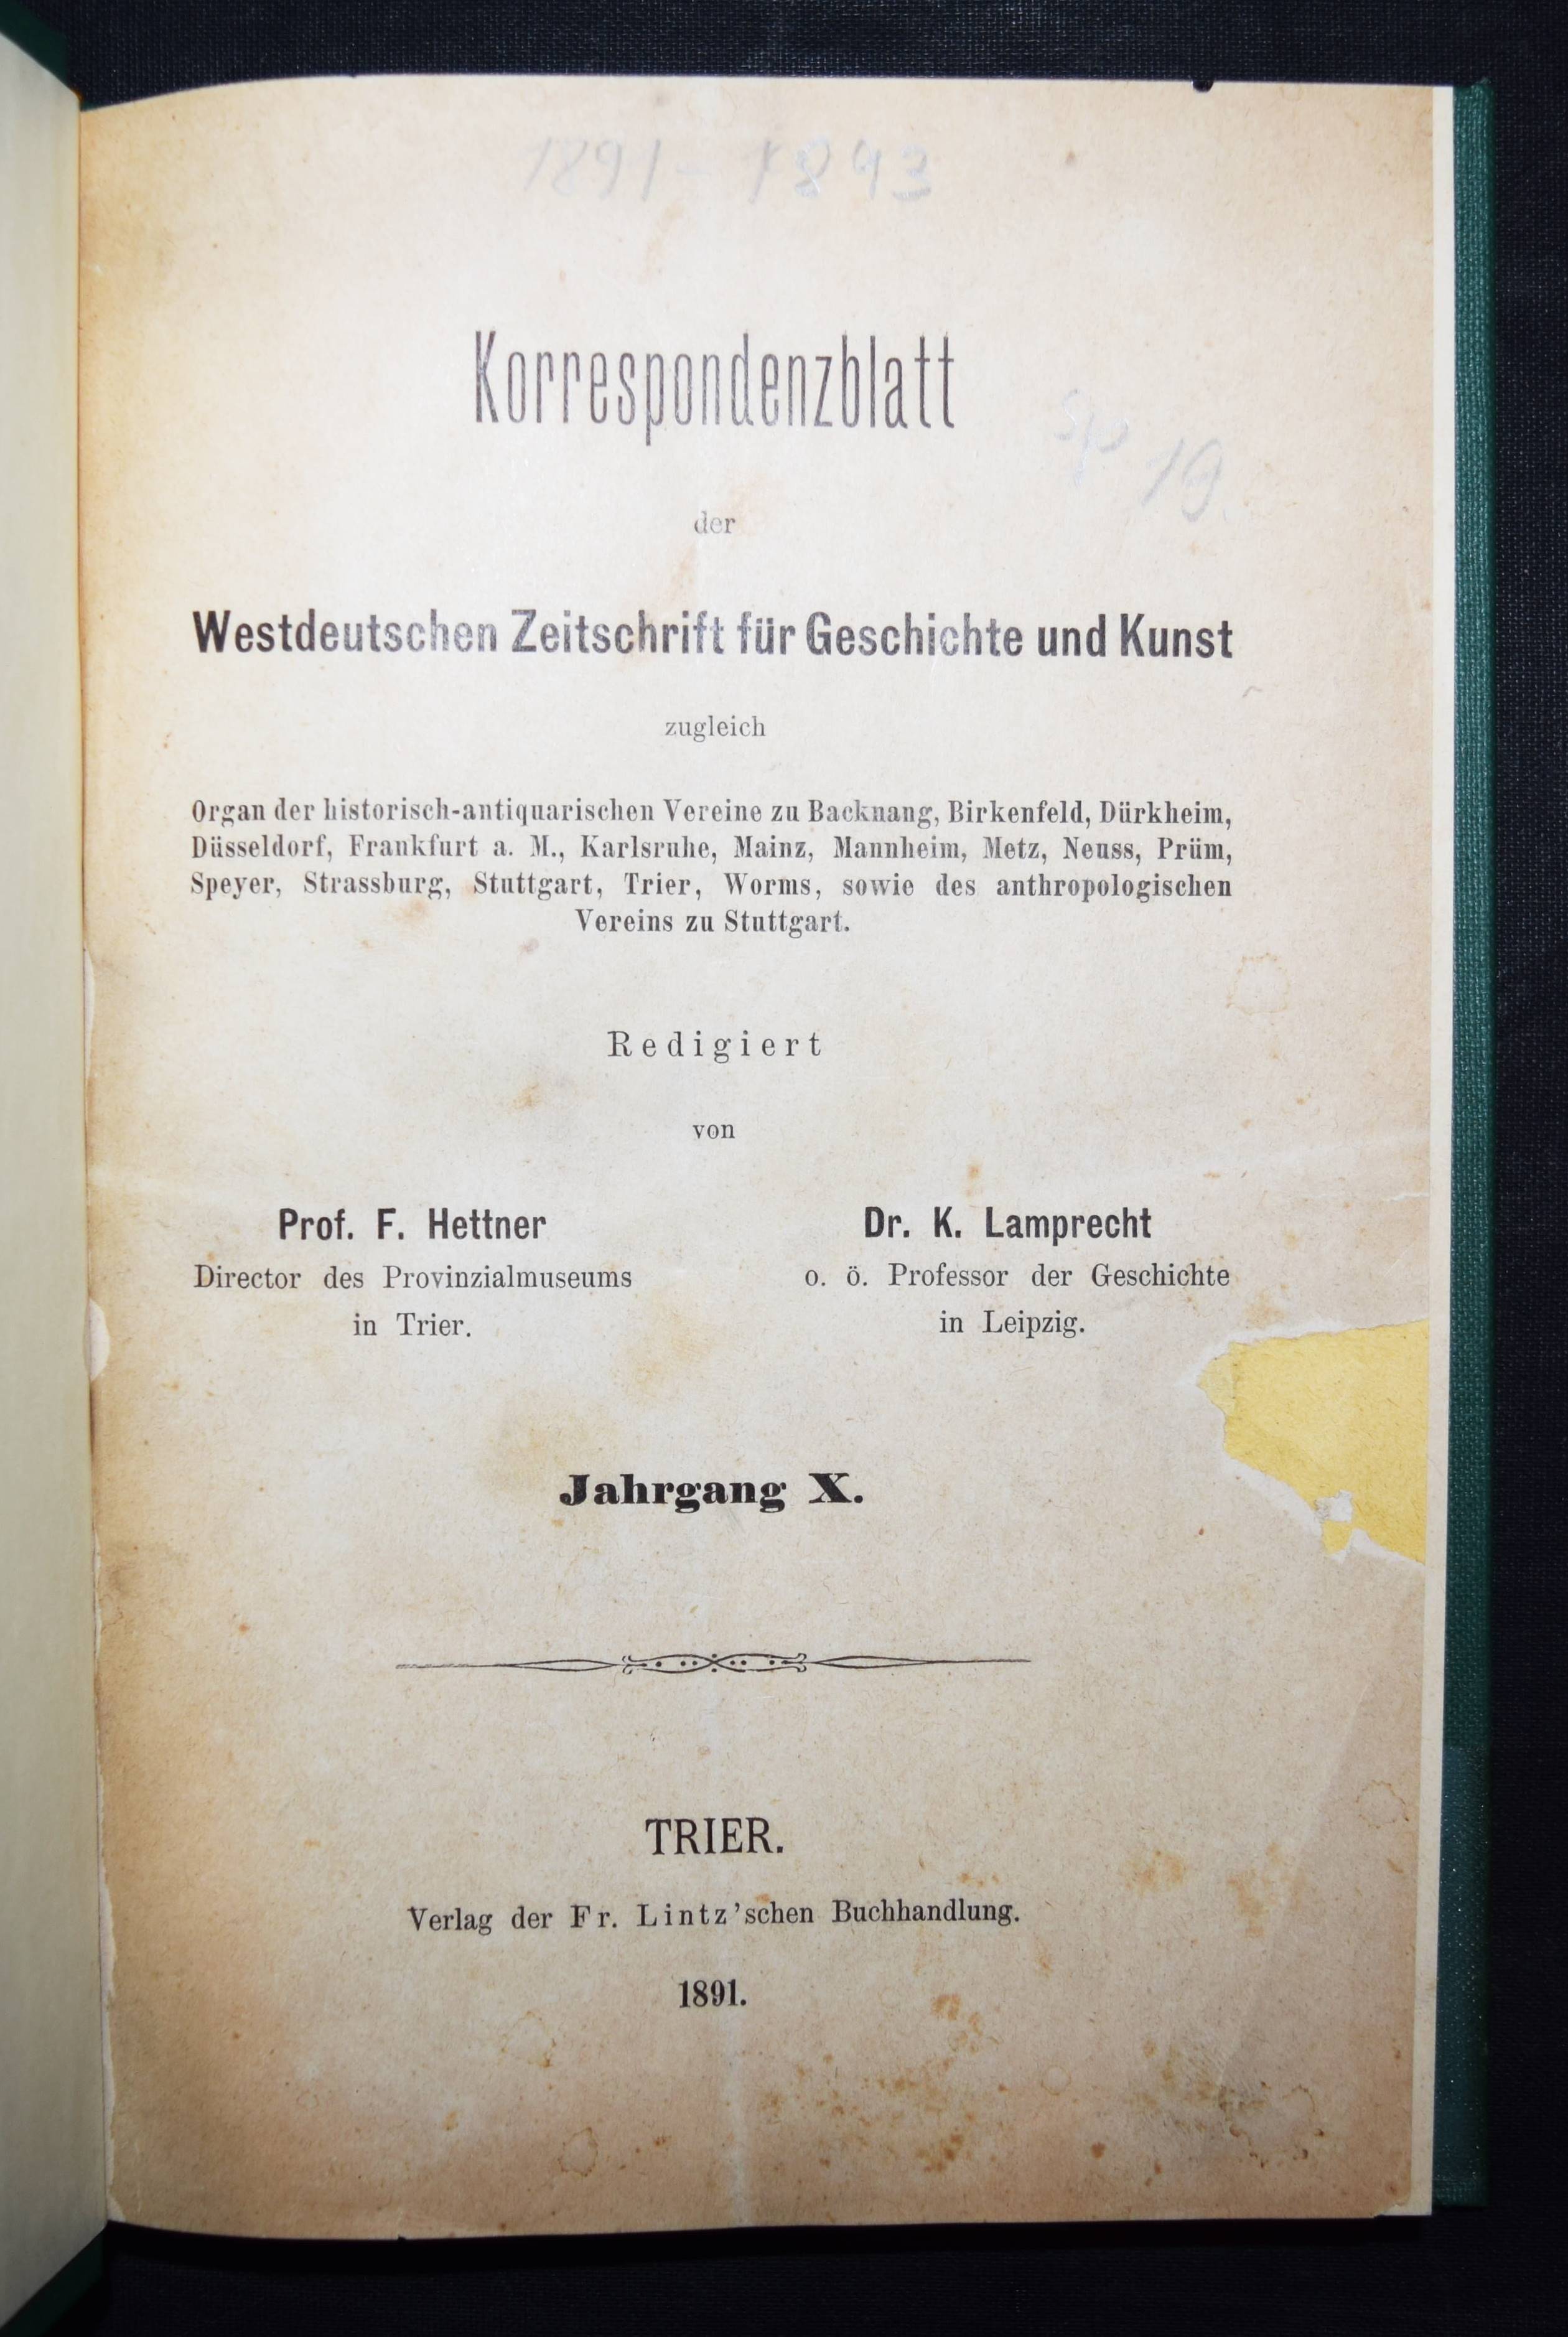 1891 - 1893
Korrespondenzblatt
der
Westdeutschen Zeitschrift für Geschichte und Kunst
zugleich
Organ der historisch-antiquarischen Vereine zu Backnang, Birkenfeld, Dürkheim,
Düsseldorf, Frankfurt a. M., Karlsruhe, Mainz, Mannheim, Metz, Neuss, Prüm,
Speyer, Strassburg, Stuttgart, Trier, Worms, sowie des anthropologischen
Vereins zu Stuttgart.
Redigiert
von
Prof. F. Hettner
Director des Provinzialmuseums
in Trier.
Dr. K. Lamprecht
o. ö. Professor der Geschichte
in Leipzig.
Jahrgang X.
TRIER.
Verlag der Fr. Lintz'schen Buchhandlung.
1891.